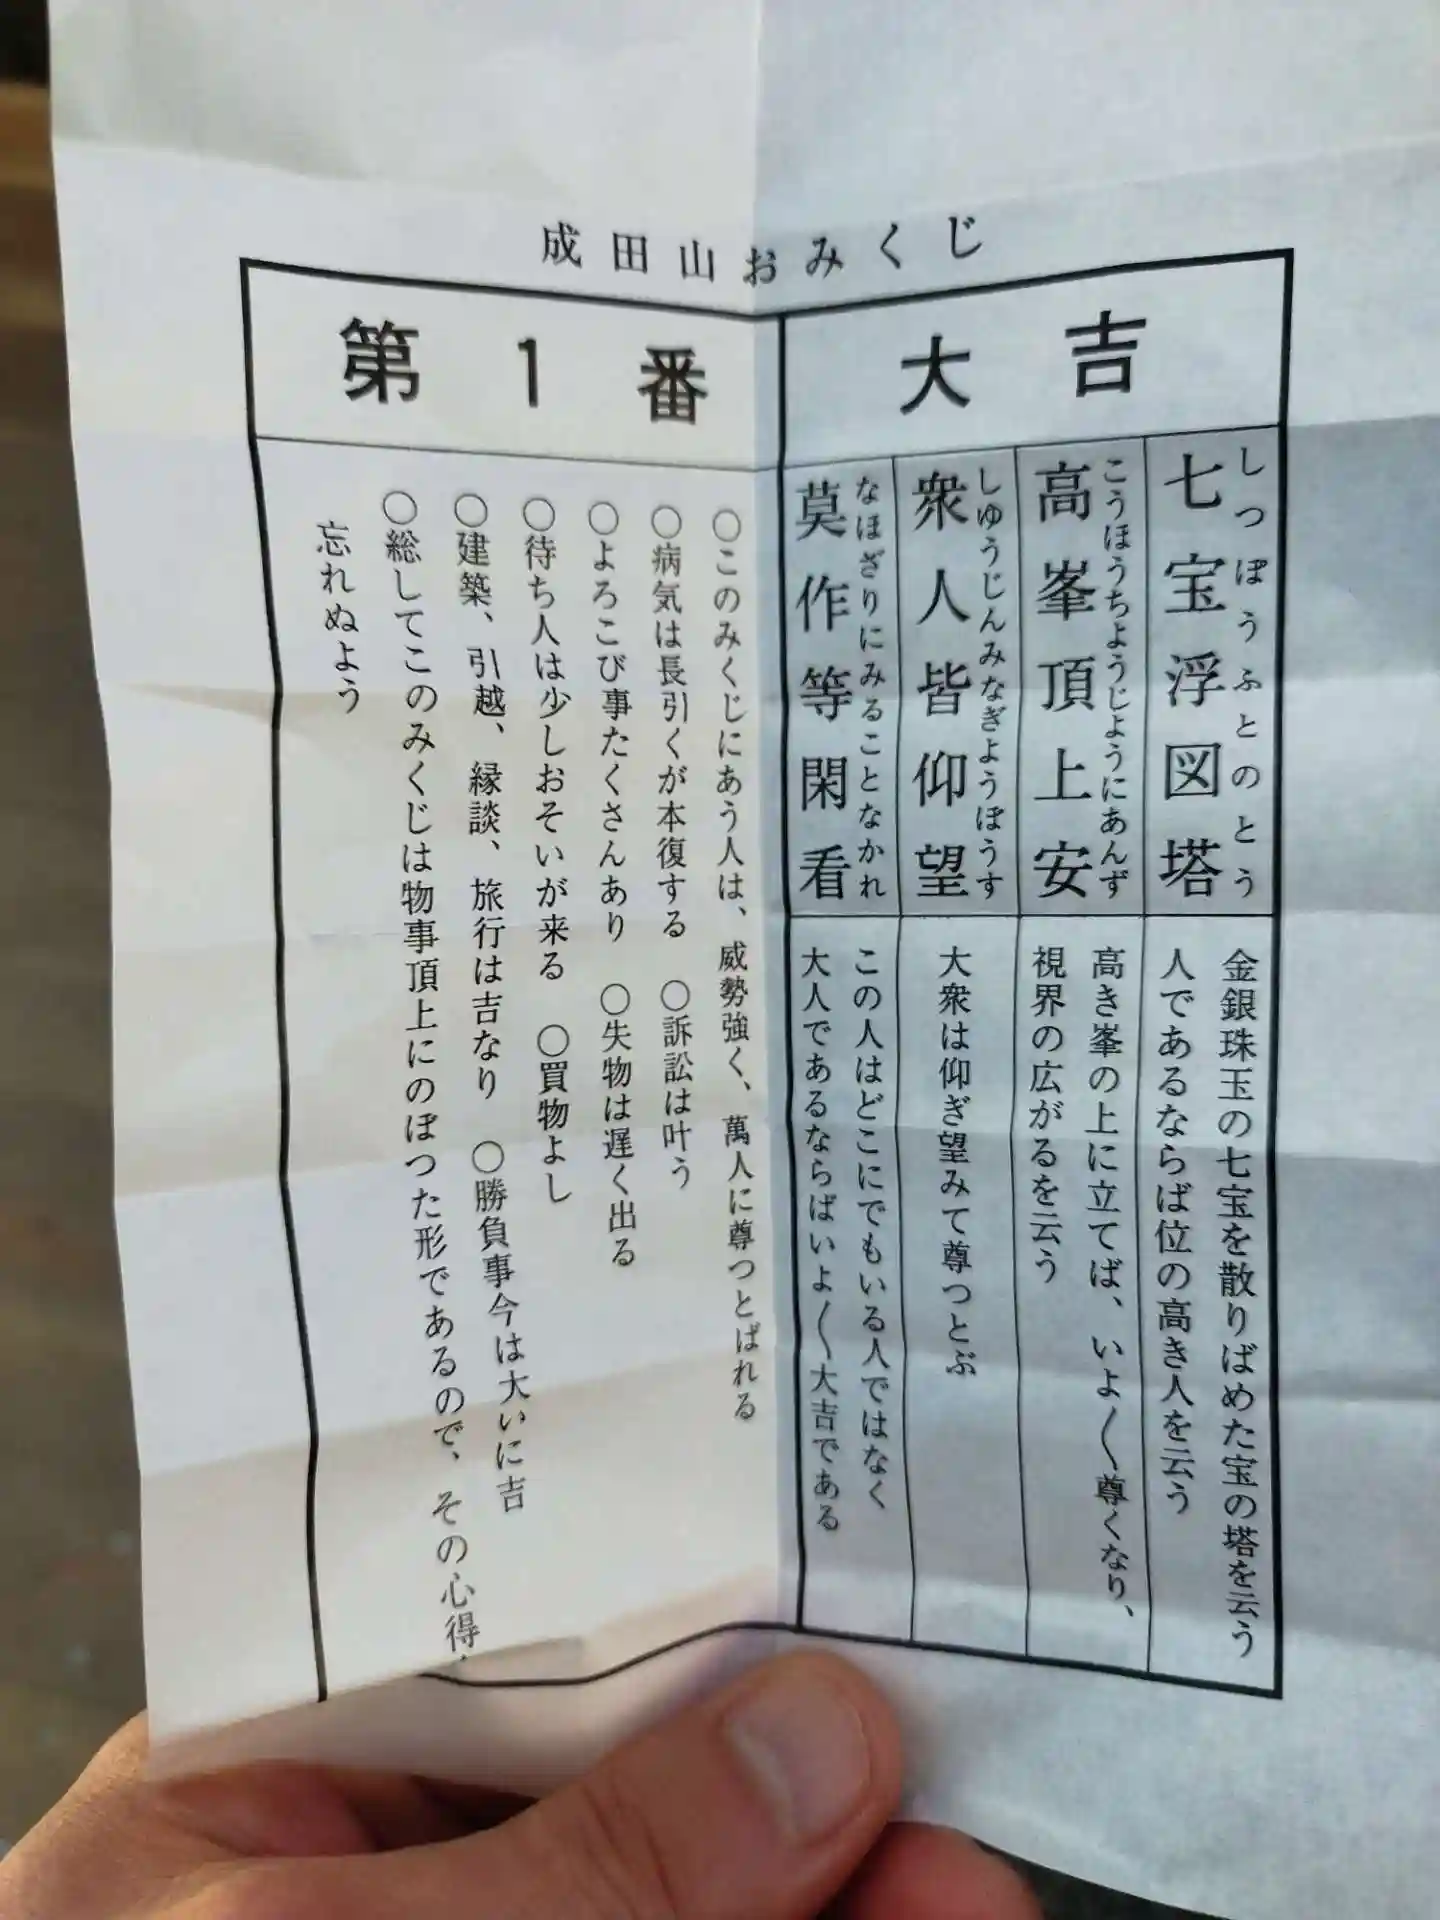 成田山おみくじ
第1番
大吉
しつぽうふとのとう
七宝浮図塔
金銀珠玉の七宝を散りばめた宝の塔を云う
人であるならば位の高き人を云う
こうほうちようじようにあんず
高峯頂上安
高き峯の上に立てば、いよ〳〵尊くなり、
視界の広がるを云う
しゆうじんみなぎようぼうす
衆人皆仰望
大衆は仰ぎ望みて尊つとぶ
なほざりにみることなかれ
莫作等閑看
この人はどこにでもいる人ではなく
大人であるならばいよ〳〵大吉である
〇このみくじにあう人は、威勢強く、萬人に尊つとばれる
〇病気は長引くが本復する　〇訴訟は叶う
〇よろこび事たくさんあり　〇失物は遅く出る
〇待ち人は少しおそいが来る　〇買物よし
〇建築、引越、縁談、旅行は吉なり　〇勝負事今は大いに吉
〇総してこのみくじは物事頂上にのぼつた形であるので、その心得
忘れぬよう